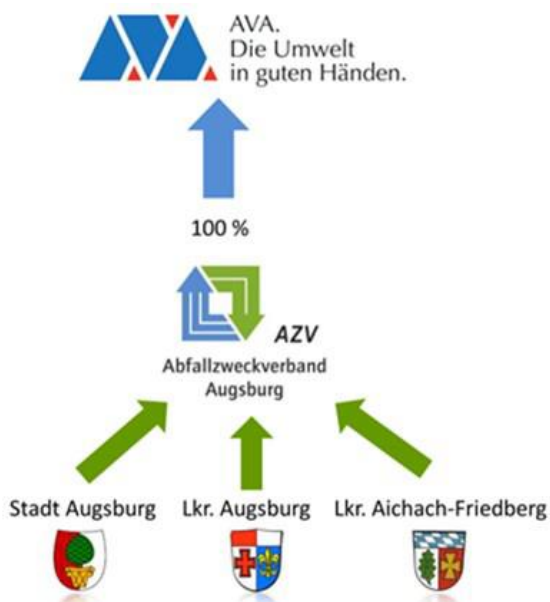 AVA.
Die Umwelt
in guten Händen.
100 %
AZV
Abfallzweckverband
Augsburg
Stadt Augsburg
Lkr. Augsburg
Lkr. Aichach-Friedberg